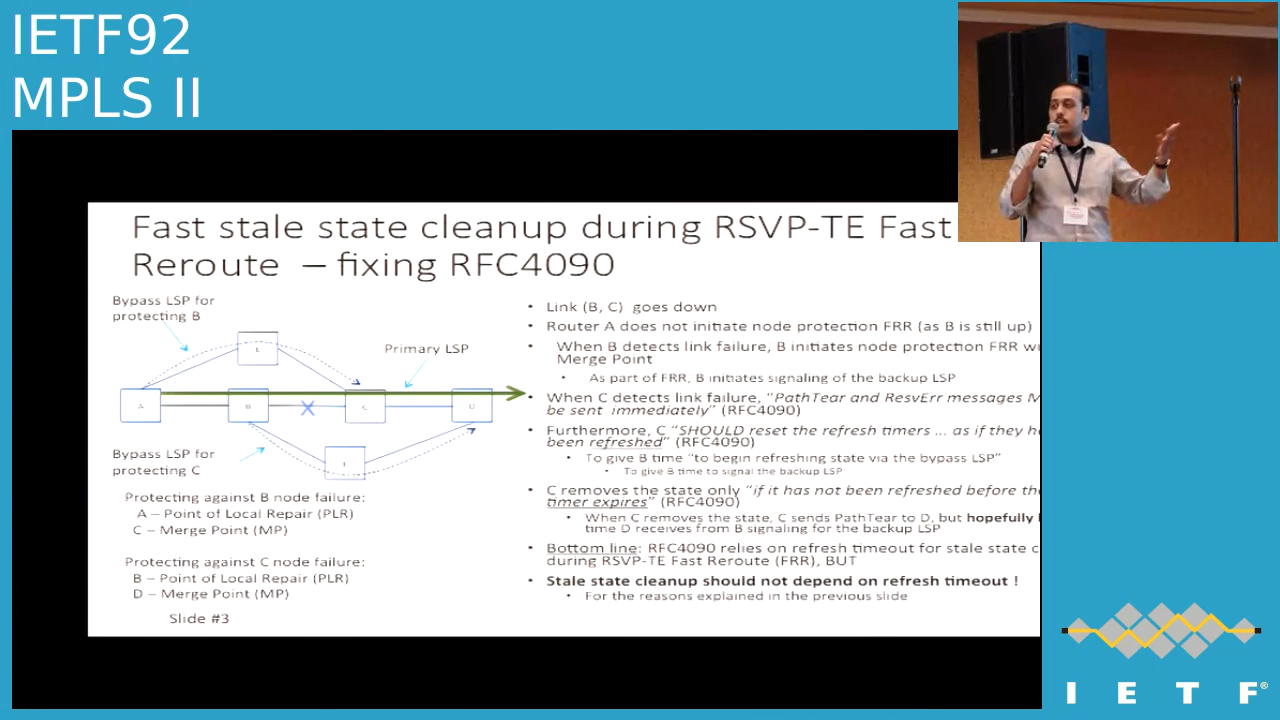 IETF92
MPLS II
Fast stale state cleanup during RSVP-TE Fast
Reroute – fixing RFC4090
Bypass LSP for
protecting B
Primary LSP
A
B
C
Bypass LSP for
protecting C
Protecting against B node failure:
A – Point of Local Repair (PLR)
C – Merge Point (MP)
Protecting against C node failure:
B – Point of Local Repair (PLR)
D – Merge Point (MP)
Slide #3
• Link (B, C) goes down
• Router A does not initiate node protection FRR (as B is still up)
• When B detects link failure, B initiates node protection FRR
Merge Point
• As part of FRR, B initiates signaling of the backup LSP
• When C detects link failure, "PathTear and ResvErr messages
be sent immediately" (RFC4090)
• Furthermore, C "SHOULD reset the refresh timers ... as if they
been refreshed" (RFC4090)
• To give B time "to begin refreshing state via the bypass LSP"
• To give B time to signal the backup LSP
• C removes the state only "if it has not been refreshed before
timer expires" (RFC4090)
• When C removes the state, C sends PathTear to D, but hopefully
time D receives from B signaling for the backup LSP
• Bottom line: RFC4090 relies on refresh timeout for stale state
during RSVP-TE Fast Reroute (FRR), BUT
• Stale state cleanup should not depend on refresh timeout !
• For the reasons explained in the previous slide
I E T F®